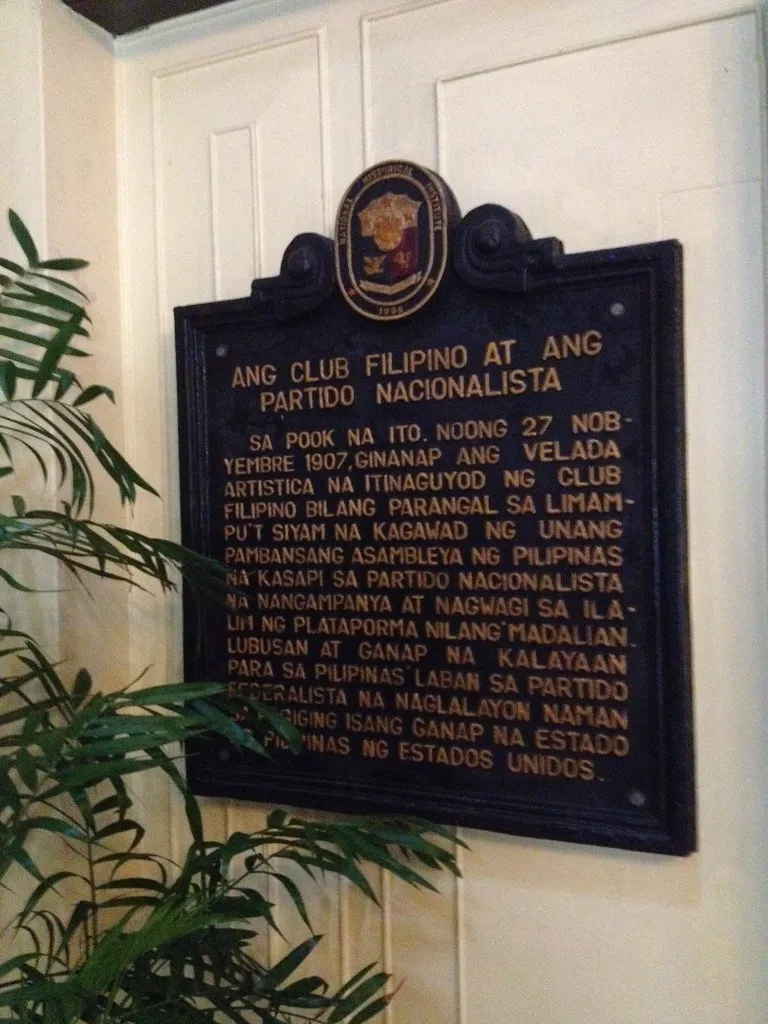 NATIONAL HISTORICAL INSTITUTE
ANG CLUB FILIPINO AT ANG
PARTIDO NACIONALISTA
SA POOK NA ITO. NOONG 27 NOB-
YEMBRE 1907, GINANAP ANG VELADA
ARTISTICA NA ITINAGUYOD NG CLUB
FILIPINO BILANG PARANGAL SA LIMAM-
PU'T SIYAM NA KAGAWAD NG UNANG
PAMBANSANG ASAMBLEYA NG PILIPINAS
NA KASAPI SA PARTIDO NACIONALISTA
NA NANGAMPANYA AT NAGWAGI SA ILA-
LIM NG PLATAPORMA NILANG "MADALIAN.
LUBUSAN AT GANAP NA KALAYAAN
PARA SA PILIPINAS" LABAN SA PARTIDO
FEDERALISTA NA NAGLALAYON NAMAN
ISANG GANAP NA ESTADO
PILIPINAS NG ESTADOS UNIDOS.